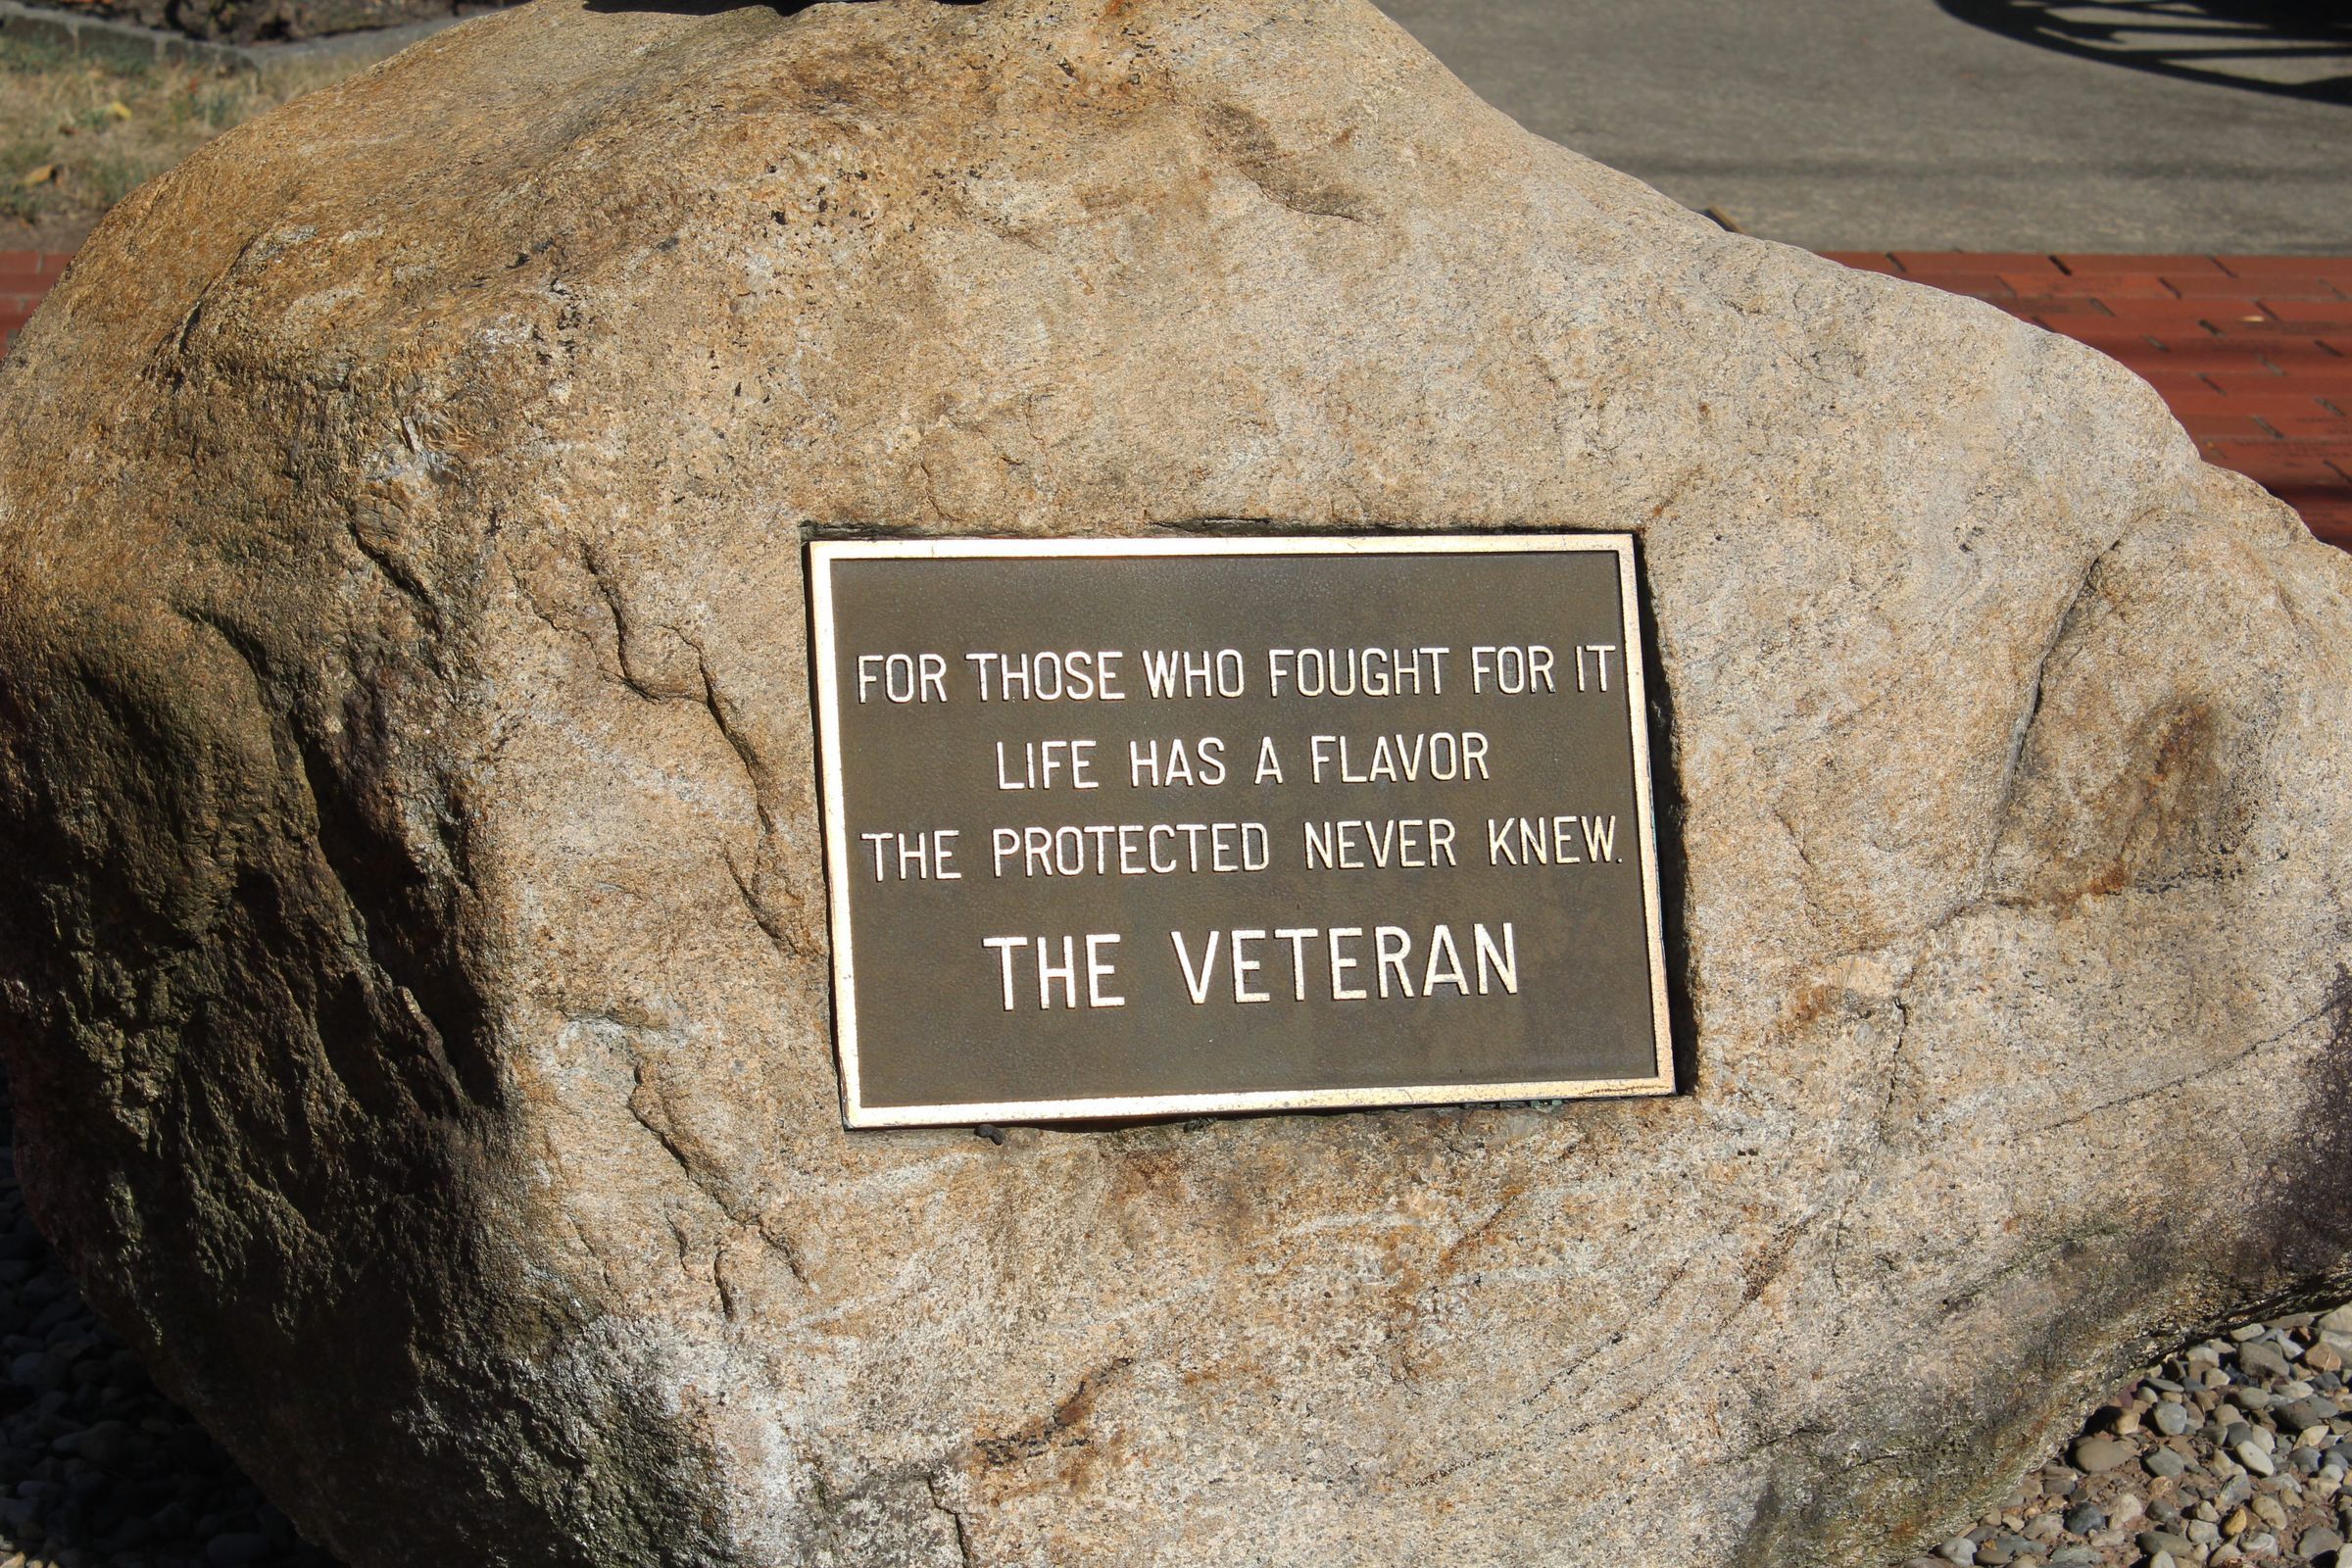 FOR THOSE WHO FOUGHT FOR IT
LIFE HAS A FLAVOR
THE PROTECTED NEVER KNEW.
THE VETERAN